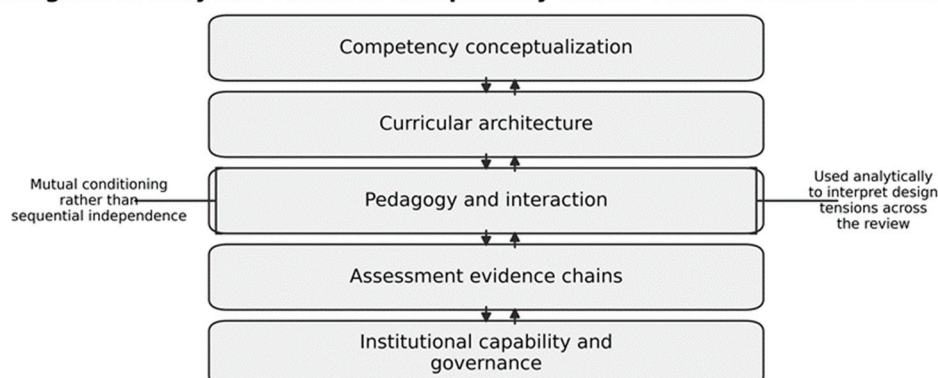 Competency conceptualization
Curricular architecture
Mutual conditioning
rather than
sequential independence
Pedagogy and interaction
Used analytically
to interpret design
tensions across
the review
Assessment evidence chains
Institutional capability and
governance